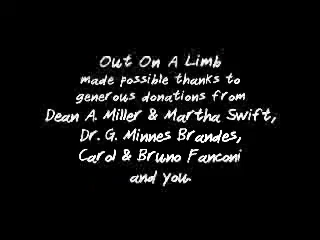 Out On A Limb
made possible thanks to
generous donations from
Dean A. Miller & Martha Swift,
Dr. G. Minnes Brandes,
Carol & Bruno Fanconi
and you.